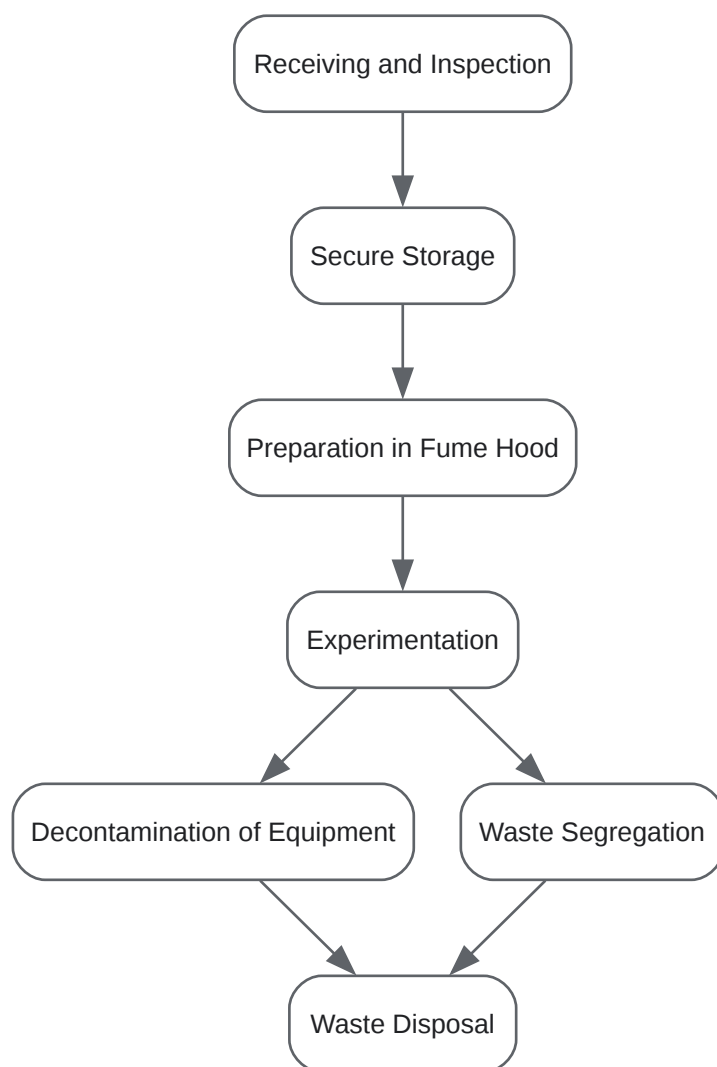 Receiving and Inspection
Secure Storage
Preparation in Fume Hood
Experimentation
Decontamination of Equipment
Waste Segregation
Waste Disposal